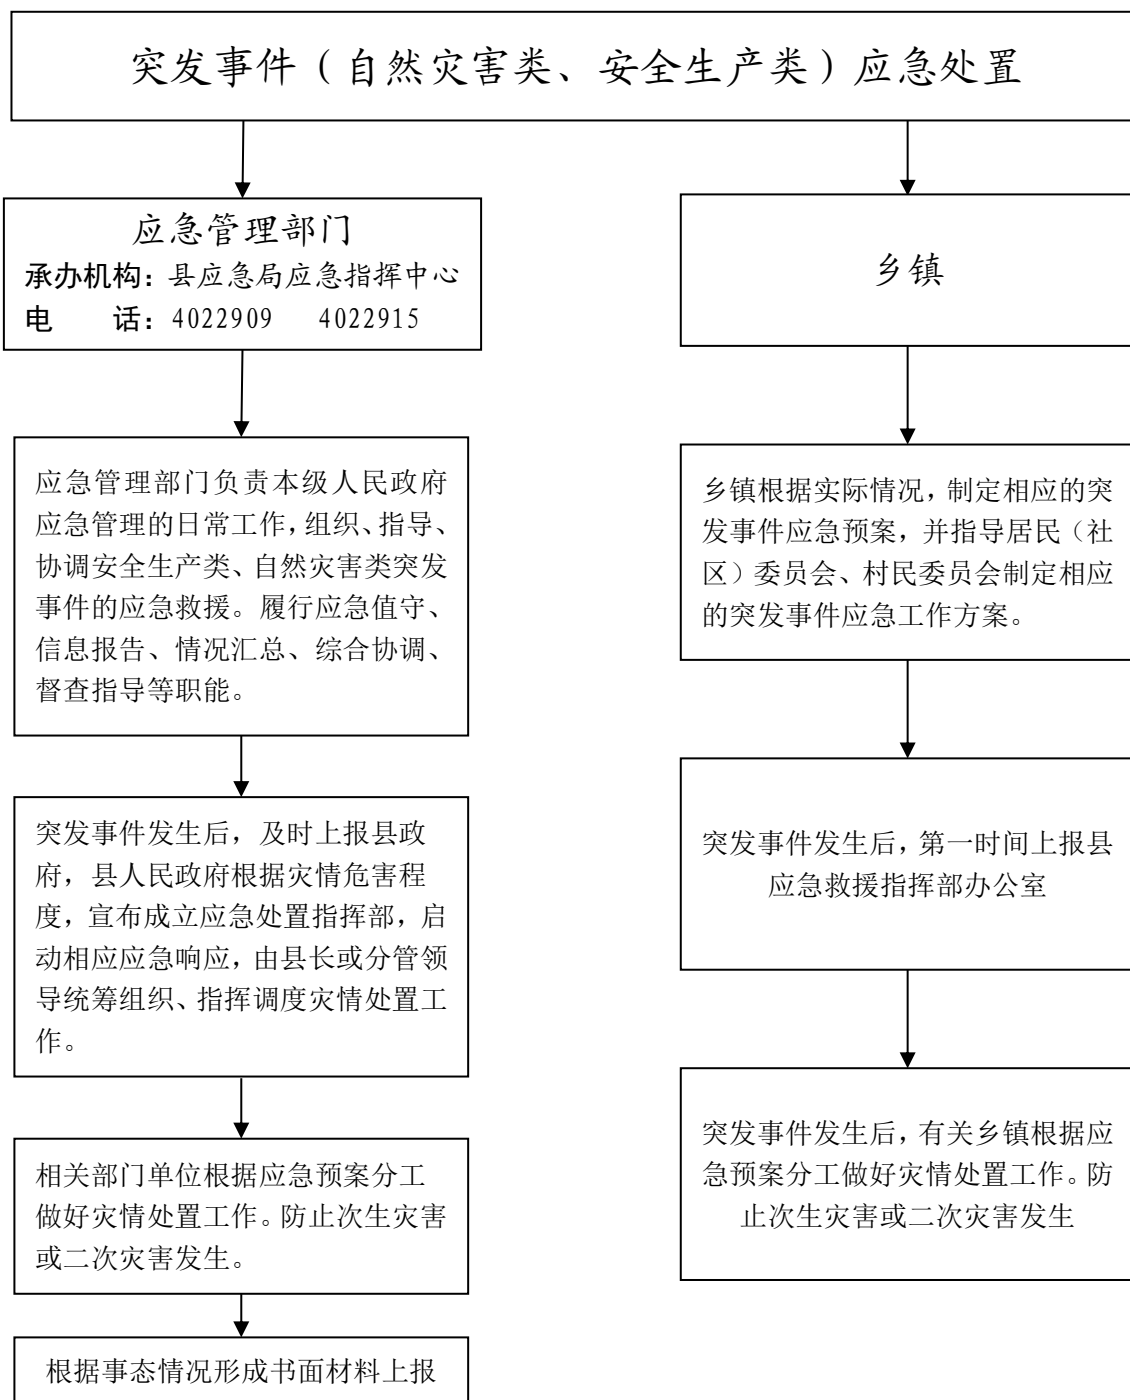 突发事件（自然灾害类、安全生产类）应急处置
应急管理部门
承办机构：县应急局应急指挥中心
电 话：4022909 4022915
应急管理部门负责本级人民政府
应急管理的日常工作，组织、指导、
协调安全生产类、自然灾害类突发
事件的应急救援。履行应急值守、
信息报告、情况汇总、综合协调、
督查指导等职能。
突发事件发生后，及时上报县政
府，县人民政府根据灾情危害程
度，宣布成立应急处置指挥部，启
动相应应急响应，由县长或分管领
导统筹组织、指挥调度灾情处置工
作。
相关部门单位根据应急预案分工
做好灾情处置工作。防止次生灾害
或二次灾害发生。
根据事态情况形成书面材料上报
乡镇
乡镇根据实际情况，制定相应的突
发事件应急预案，并指导居民（社
区）委员会、村民委员会制定相应
的突发事件应急工作方案。
突发事件发生后，第一时间上报县
应急救援指挥部办公室
突发事件发生后，有关乡镇根据应
急预案分工做好灾情处置工作。防
止次生灾害或二次灾害发生